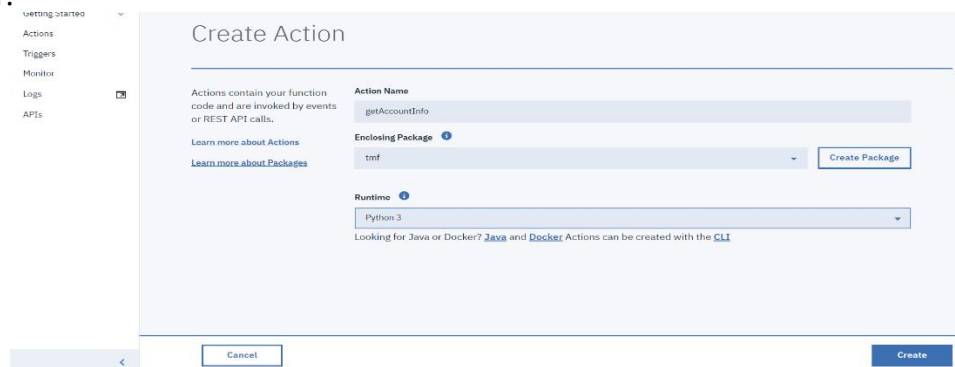 Getting Started
Actions
Triggers
Monitor
Logs
APIs
Create Action
Actions contain your function
code and are invoked by events
or REST API calls.
Learn more about Actions
Learn more about Packages
Action Name
getAccountInfo
Enclosing Package
tmf
Create Package
Runtime
Python 3
Looking for Java or Docker? Java and Docker Actions can be created with the CLI
Cancel
Create